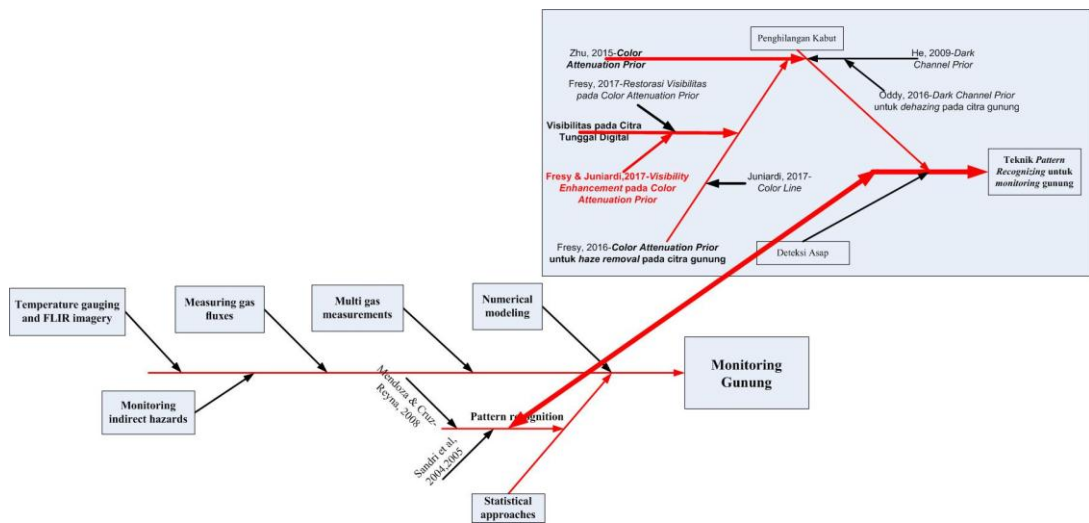 Penghilangan Kabut
Zhu, 2015-Color
Attenuation Prior
He, 2009-Dark
Channel Prior
Fresy, 2017-Restorasi Visibilitas
pada Color Attenuation Prior
Oddy, 2016-Dark Channel Prior
untuk dehazing pada citra gunung
Visibilitas pada Citra
Tunggal Digital
Fresy & Juniardi,2017-Visibility
Enhancement pada Color
Attenuation Prior
Juniardi, 2017-
Color Line
Teknik Pattern
Recognizing untuk
monitoring gunung
Fresy, 2016-Color Attenuation Prior
untuk haze removal pada citra gunung
Deteksi Asap
Temperature gauging
and FLIR imagery
Measuring gas
fluxes
Multi gas
measurements
Numerical
modeling
Monitoring
Gunung
Monitoring
indirect hazards
Mendoza & Cruz-
Reyna, 2008
Pattern recognition
Sandri et al,
2004,2005
Statistical
approaches